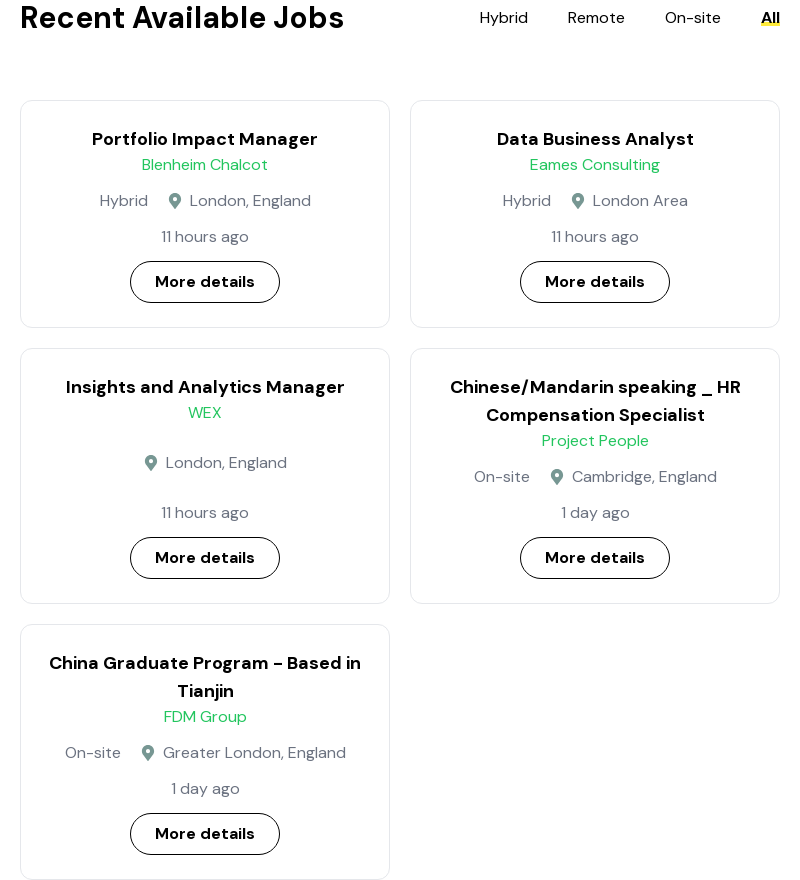 Recent Available Jobs
Hybrid Remote On-site All
Portfolio Impact Manager
Blenheim Chalcot
Hybrid London, England
11 hours ago
More details
Data Business Analyst
Eames Consulting
Hybrid London Area
11 hours ago
More details
Insights and Analytics Manager
WEX
London, England
11 hours ago
More details
Chinese/Mandarin speaking _ HR
Compensation Specialist
Project People
On-site Cambridge, England
1 day ago
More details
China Graduate Program - Based in
Tianjin
FDM Group
On-site Greater London, England
1 day ago
More details